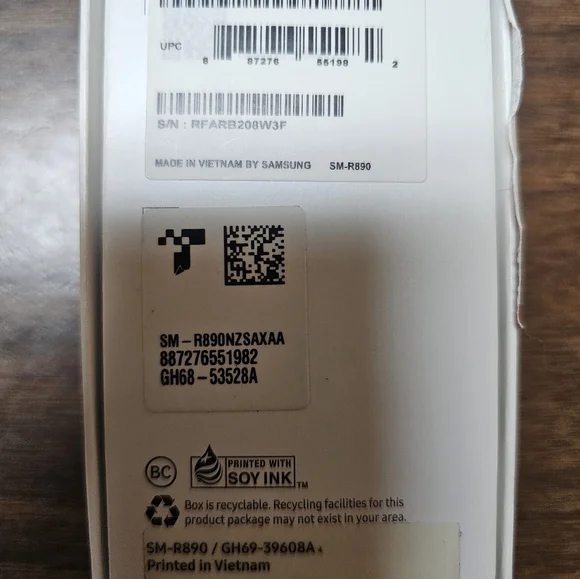 UPC
8 87276 55198 2
S/N : RFARB208W3F
MADE IN VIETNAM BY SAMSUNG SM-R890
SM-R890NZSAXAA
887276551982
GH68-53528A
BC
PRINTED WITH
SOY INK™
Box is recyclable. Recycling facilities for this
product package may not exist in your area.
SM-R890 / GH69-39608A
Printed in Vietnam